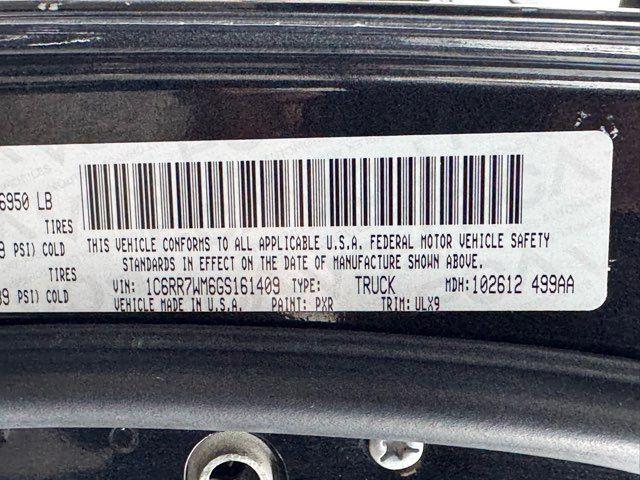 6950 LB
TIRES
9 PSI) COLD
TIRES
39 PSI) COLD
THIS VEHICLE CONFORMS TO ALL APPLICABLE U.S.A. FEDERAL MOTOR VEHICLE SAFETY
STANDARDS IN EFFECT ON THE DATE OF MANUFACTURE SHOWN ABOVE.
VIN: 1C6RR7WM6GS161409 TYPE: TRUCK MDH:102612 499AA
VEHICLE MADE IN U.S.A. PAINT: PXR TRIM: ULX9